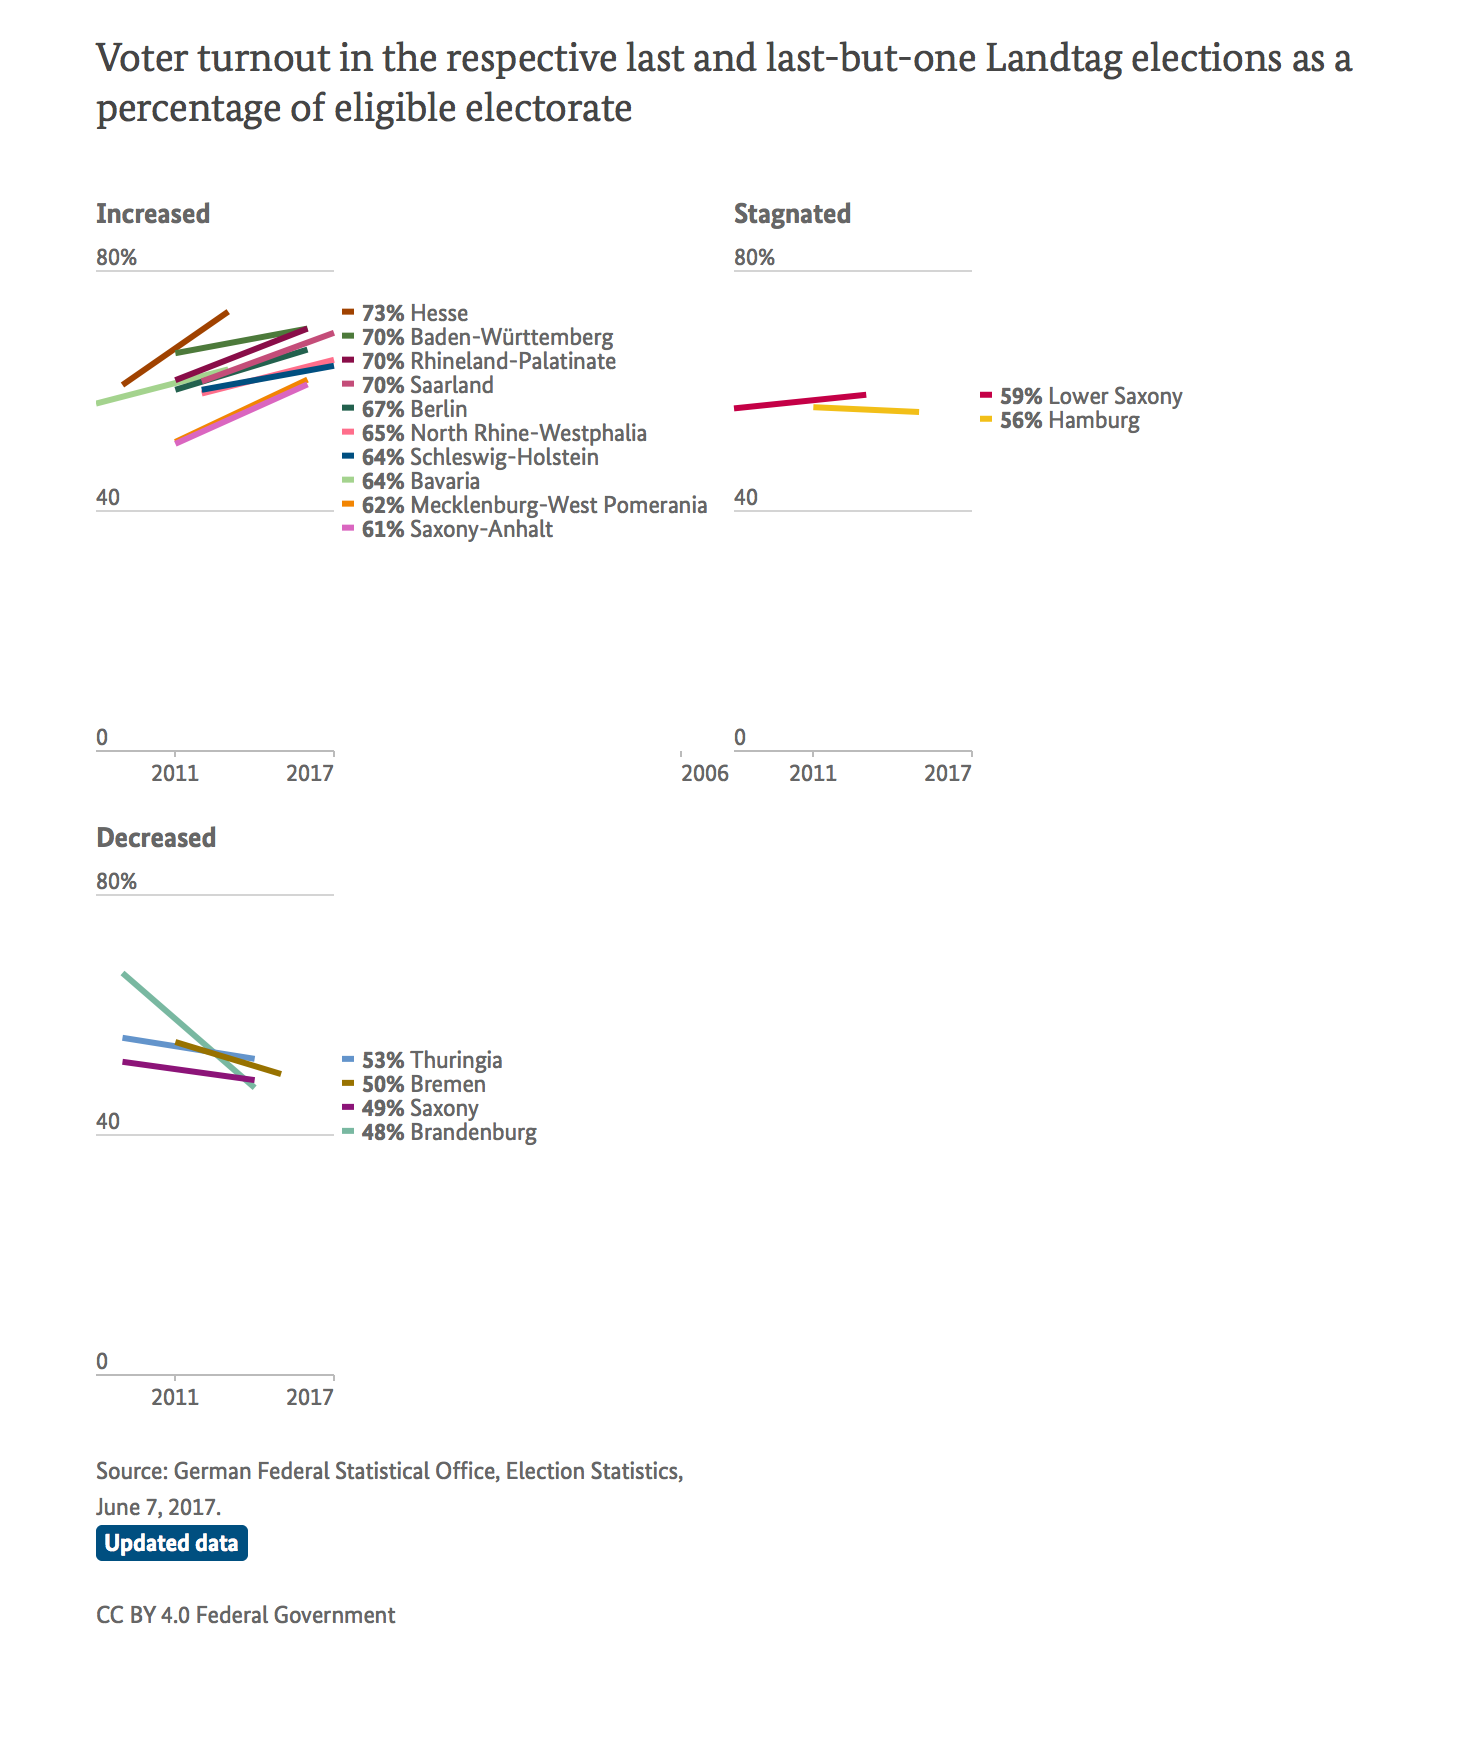 Voter turnout in the respective last and last-but-one Landtag elections as a
percentage of eligible electorate
Increased
80%
73% Hesse
70% Baden-Württemberg
70% Rhineland-Palatinate
70% Saarland
67% Berlin
65% North Rhine-Westphalia
64% Schleswig-Holstein
64% Bavaria
62% Mecklenburg-West Pomerania
61% Saxony-Anhalt
40
0
2011 2017
Stagnated
80%
59% Lower Saxony
56% Hamburg
40
0
2006 2011 2017
Decreased
80%
53% Thuringia
50% Bremen
49% Saxony
48% Brandenburg
40
0
2011 2017
Source: German Federal Statistical Office, Election Statistics,
June 7, 2017.
Updated data
CC BY 4.0 Federal Government